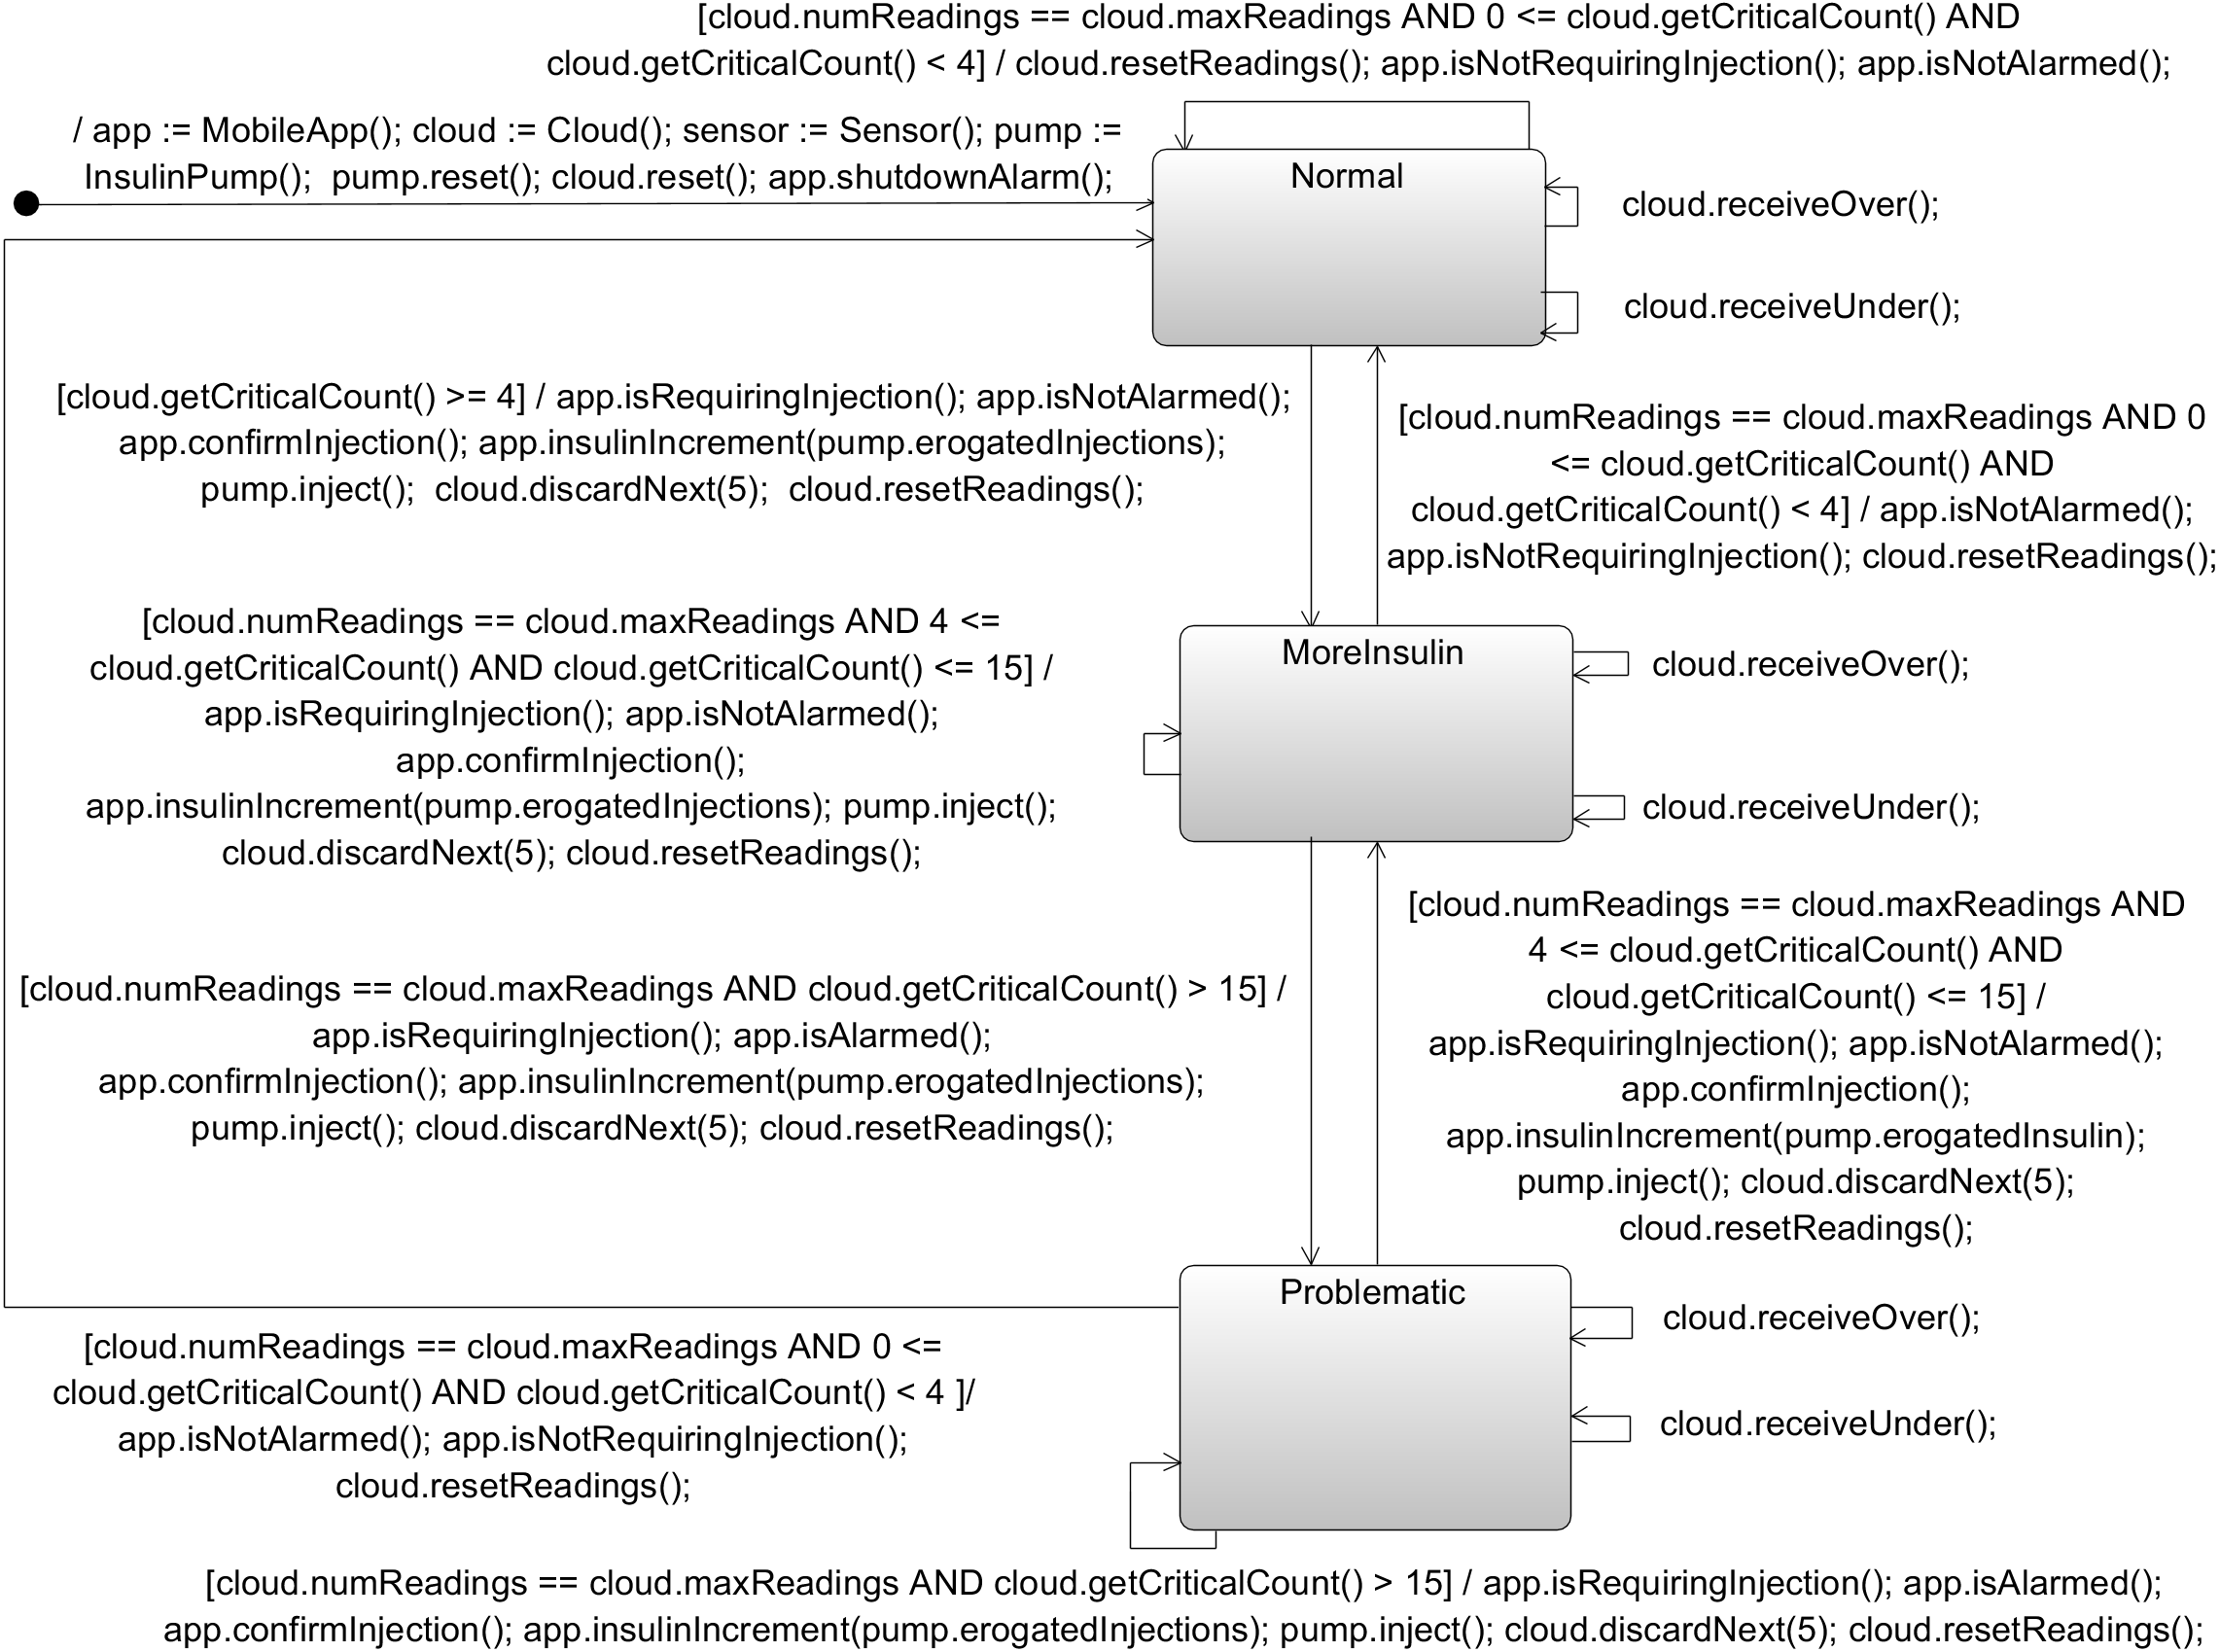 [cloud.numReadings == cloud.maxReadings AND 0 <= cloud.getCriticalCount() AND
cloud.getCriticalCount() < 4] / cloud.resetReadings(); app.isNotRequiringInjection(); app.isNotAlarmed();
/ app := MobileApp(); cloud := Cloud(); sensor := Sensor(); pump :=
InsulinPump();  pump.reset(); cloud.reset(); app.shutdownAlarm();
Normal
cloud.receiveOver();
cloud.receiveUnder();
[cloud.getCriticalCount() >= 4] / app.isRequiringInjection(); app.isNotAlarmed();
app.confirmInjection(); app.insulinIncrement(pump.erogatedInjections);
pump.inject();  cloud.discardNext(5);  cloud.resetReadings();
[cloud.numReadings == cloud.maxReadings AND 0
<= cloud.getCriticalCount() AND
cloud.getCriticalCount() < 4] / app.isNotAlarmed();
app.isNotRequiringInjection(); cloud.resetReadings();
[cloud.numReadings == cloud.maxReadings AND 4 <=
cloud.getCriticalCount() AND cloud.getCriticalCount() <= 15] /
app.isRequiringInjection(); app.isNotAlarmed();
app.confirmInjection();
app.insulinIncrement(pump.erogatedInjections); pump.inject();
cloud.discardNext(5); cloud.resetReadings();
MoreInsulin
cloud.receiveOver();
cloud.receiveUnder();
[cloud.numReadings == cloud.maxReadings AND cloud.getCriticalCount() > 15] /
app.isRequiringInjection(); app.isAlarmed();
app.confirmInjection(); app.insulinIncrement(pump.erogatedInjections);
pump.inject(); cloud.discardNext(5); cloud.resetReadings();
[cloud.numReadings == cloud.maxReadings AND
4 <= cloud.getCriticalCount() AND
cloud.getCriticalCount() <= 15] /
app.isRequiringInjection(); app.isNotAlarmed();
app.confirmInjection();
app.insulinIncrement(pump.erogatedInsulin);
pump.inject(); cloud.discardNext(5);
cloud.resetReadings();
Problematic
cloud.receiveOver();
cloud.receiveUnder();
[cloud.numReadings == cloud.maxReadings AND 0 <=
cloud.getCriticalCount() AND cloud.getCriticalCount() < 4 ]/
app.isNotAlarmed(); app.isNotRequiringInjection();
cloud.resetReadings();
[cloud.numReadings == cloud.maxReadings AND cloud.getCriticalCount() > 15] / app.isRequiringInjection(); app.isAlarmed();
app.confirmInjection(); app.insulinIncrement(pump.erogatedInjections); pump.inject(); cloud.discardNext(5); cloud.resetReadings();